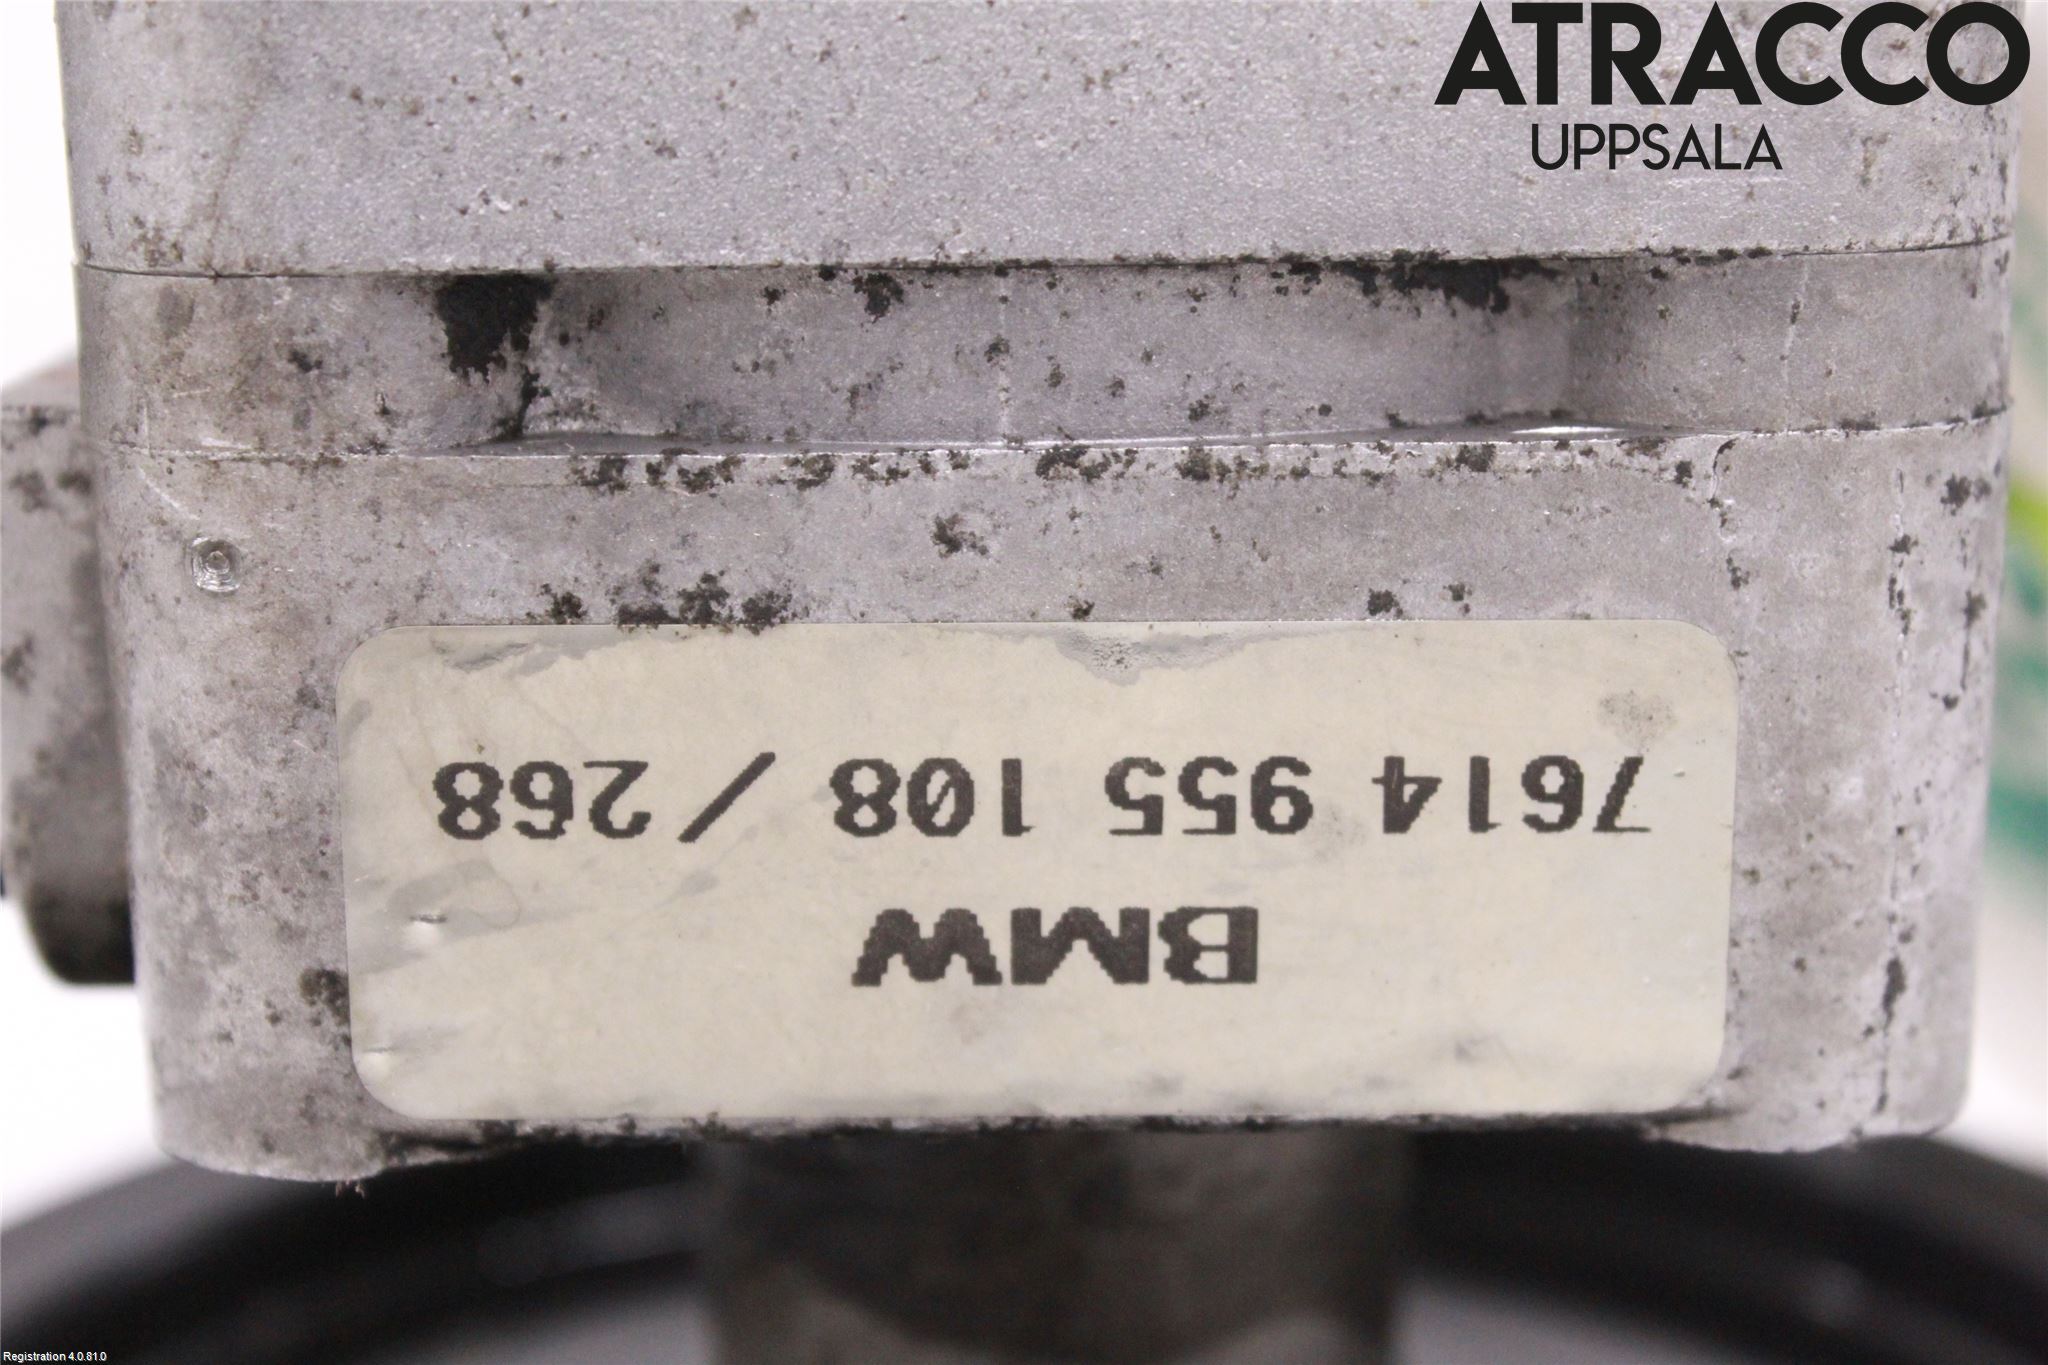 ATRACCO
UPPSALA
BMW
7614 955 108 / 268
Registration 4.0.81.0